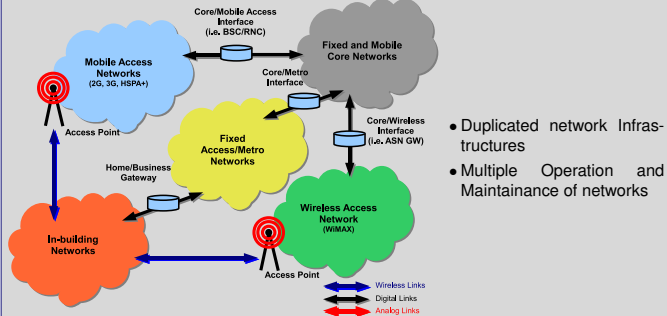 Core/Mobile Access
Interface
(i.e. BSC/RNC)
Fixed and Mobile
Core Networks
Mobile Access
Networks
(2G, 3G, HSPA+)
Core/Metro
Interface
Access Point
Core/Wireless
Interface
(i.e. ASN GW)
Fixed
Access/Metro
Networks
Home/Business
Gateway
Wireless Access
Network
(WiMAX)
In-building
Networks
Access Point
Wireless Links
Digital Links
Analog Links
• Duplicated network Infras-
tructures
• Multiple Operation and
Maintainance of networks